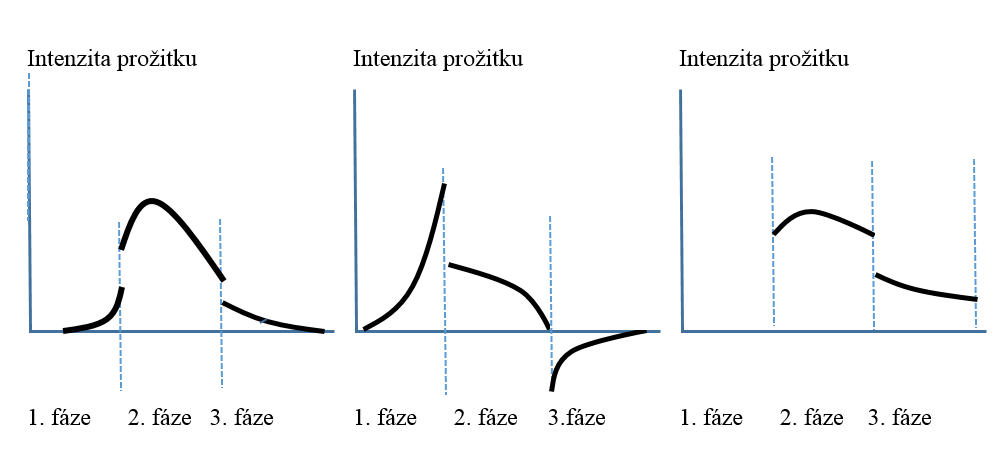 Intenzita prožitku
Intenzita prožitku
Intenzita prožitku
1. fáze 2. fáze 3. fáze
1. fáze 2. fáze 3.fáze
1. fáze 2. fáze 3. fáze